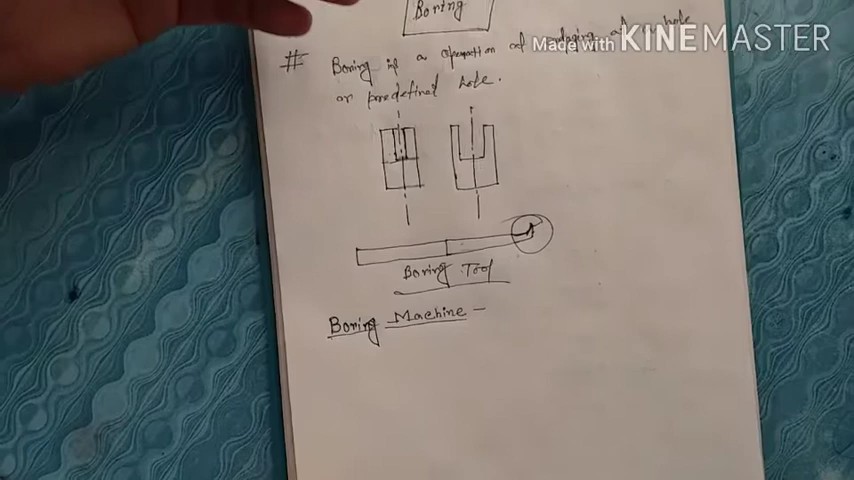 Boring
Made with KINEMASTER
# Boring is a operation of enlarging of a hole
or predefined hole.
Boring Tool
Boring Machine -